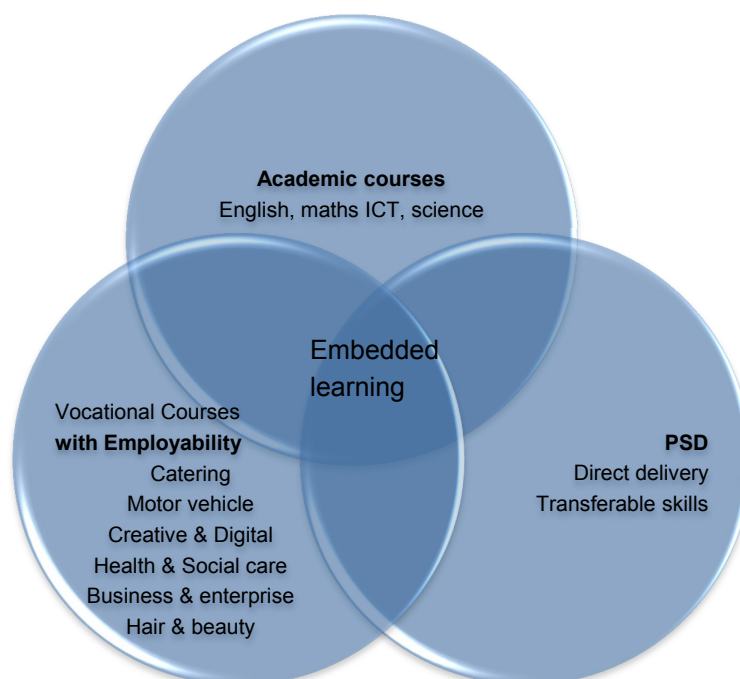 Academic courses
English, maths ICT, science
Embedded
learning
Vocational Courses
with Employability
Catering
Motor vehicle
Creative & Digital
Health & Social care
Business & enterprise
Hair & beauty
PSD
Direct delivery
Transferable skills